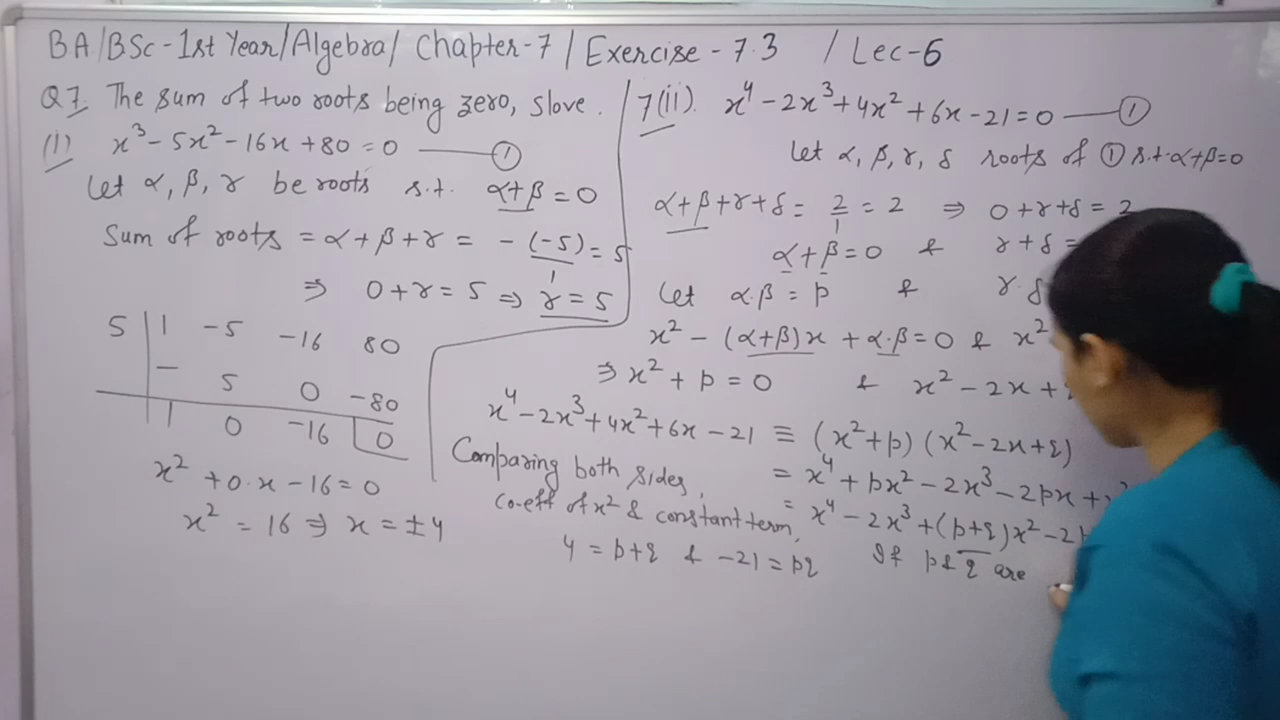 BA/BSc-1st Year/Algebra/ Chapter-7 / Exercise-7.3 / Lec-6
Q7. The sum of two roots being zero, slove.
(i) x³ - 5x² - 16x + 80 = 0 —— ①
Let α, β, γ be roots s.t. α+β = 0
Sum of roots = α+β+γ = -(-5)/1 = 5
⇒ 0+γ = 5 ⇒ γ = 5
5 | 1 -5 -16 80
- 5 0 -80
1 0 -16 0
x² + 0·x - 16 = 0
x² = 16 ⇒ x = ±4
7(ii). x⁴ - 2x³ + 4x² + 6x - 21 = 0 —— ①
Let α, β, γ, δ roots of ① s.t. α+β=0
α+β+γ+δ = 2/1 = 2 ⇒ 0+γ+δ = 2
α+β=0 & γ+δ =
Let α.β = p & γ.δ
x² - (α+β)x + α.β = 0 & x²
⇒ x² + p = 0 & x² - 2x +
x⁴ - 2x³ + 4x² + 6x - 21 ≡ (x²+p) (x²-2x+q)
= x⁴ + px² - 2x³ - 2px +
= x⁴ - 2x³ + (p+q)x² - 2
Comparing both sides,
co-eff of x² & constant term,
4 = p+q & -21 = pq
If p & q are